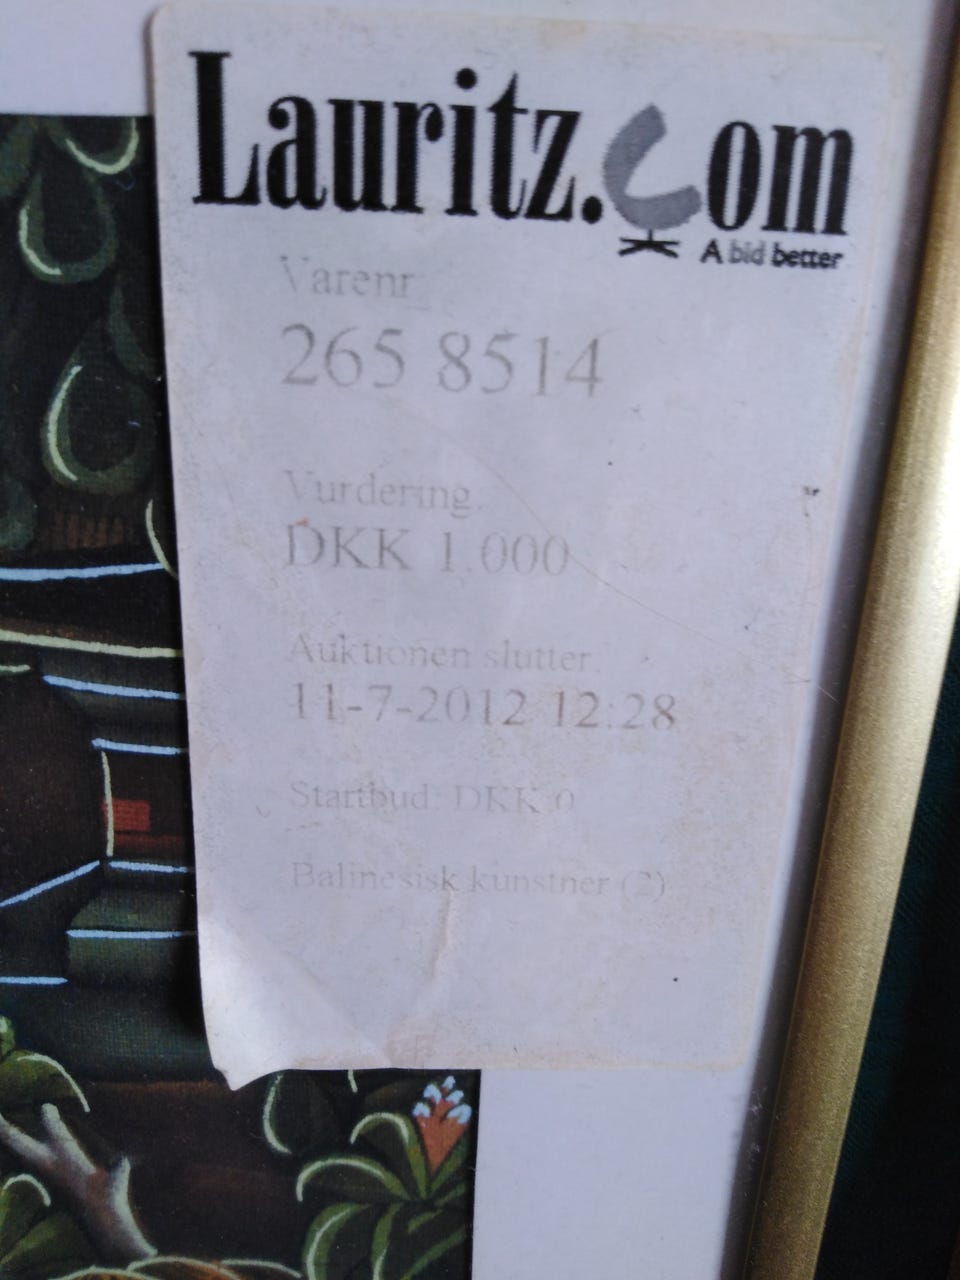 Lauritz.com
A bid better
Varenr.
265 8514
Vurdering:
DKK 1.000
Auktionen slutter:
11-7-2012 12:28
Startbud: DKK 0
Balinesisk kunstner (2)